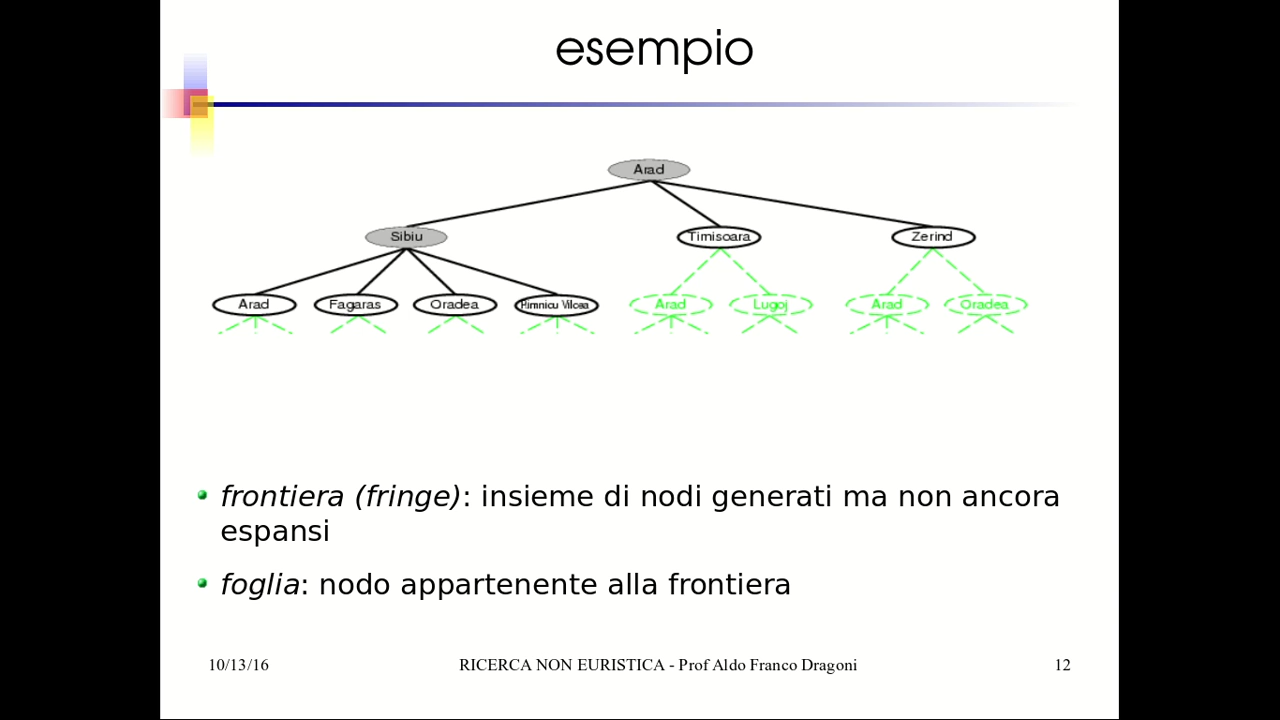 esempio
Arad
Sibiu Timisoara Zerind
Arad Fagaras Oradea Rimnicu Vilcea Arad Lugoj Arad Oradea
frontiera (fringe): insieme di nodi generati ma non ancora
espansi
foglia: nodo appartenente alla frontiera
10/13/16 RICERCA NON EURISTICA - Prof Aldo Franco Dragoni 12